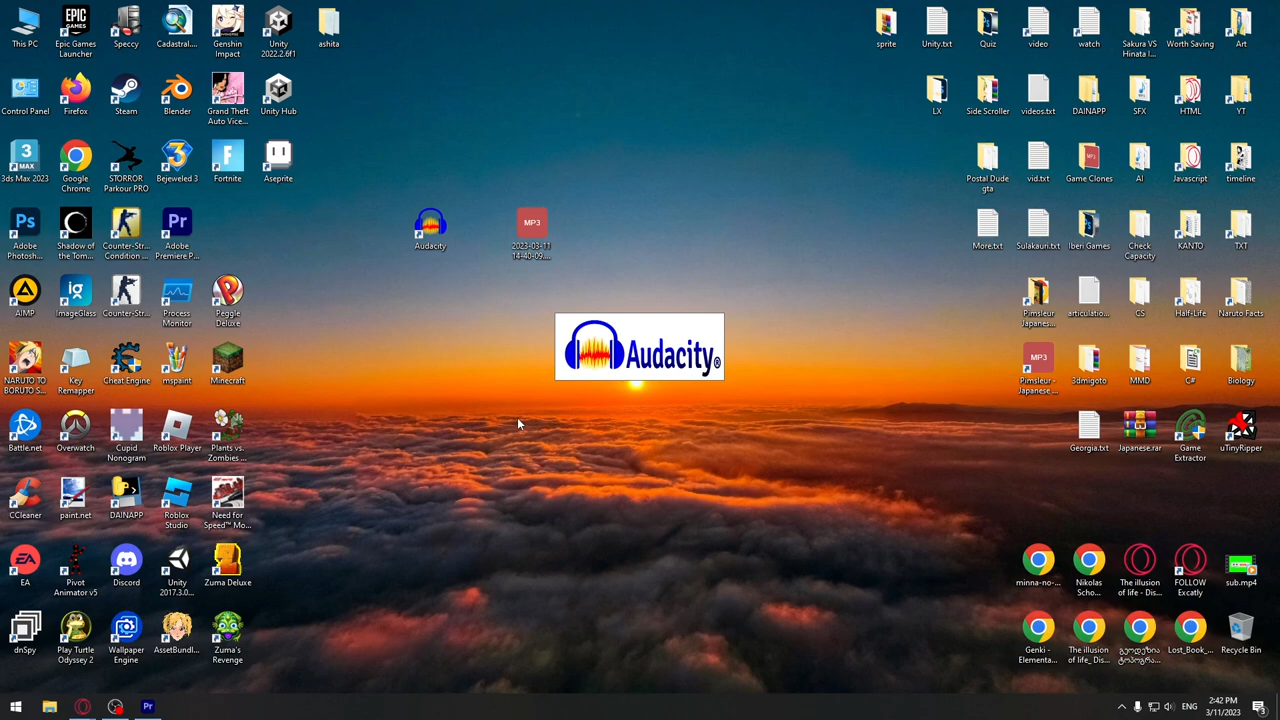 This PC
Epic Games
Launcher
Speccy
Cadastral....
Genshin
Impact
Unity
2022.2.6f1
ashita
sprite
Unity.txt
Quiz
video
watch
Sakura VS
Hinata I...
Worth Saving
Art
Control Panel
Firefox
Steam
Blender
Grand Theft
Auto Vice...
Unity Hub
LX
Side Scroller
videos.txt
DAINAPP
SFX
HTML
YT
3ds Max 2023
Google
Chrome
STORROR
Parkour PRO
Bejeweled 3
Fortnite
Aseprite
Postal Dude
gta
vid.txt
Game Clones
AI
Javascript
timeline
Adobe
Photosh...
Shadow of
the Tom...
Counter-Str...
Condition ...
Adobe
Premiere P...
Audacity
MP3
2023-03-11
14-40-09....
More.txt
Sulakauri.txt
Iberi Games
Check
Capacity
KANTO
TXT
AIMP
ImageGlass
Counter-Str...
Process
Monitor
Peggle
Deluxe
Audacity®
Pimsleur
Japanes...
articulatio...
GS
Half-Life
Naruto Facts
NARUTO TO
BORUTO S...
Key
Remapper
Cheat Engine
mspaint
Minecraft
MP3
Pimsleur -
Japanese ...
3dmigoto
MMD
C#
Biology
Battle.net
Overwatch
Cupid
Nonogram
Roblox Player
Plants vs.
Zombies ...
Georgia.txt
Japanese.rar
Game
Extractor
uTinyRipper
CCleaner
paint.net
DAINAPP
Roblox
Studio
Need for
Speed™ Mo...
EA
Pivot
Animator v5
Discord
Unity
2017.3.0...
Zuma Deluxe
minna-no-...
Nikolas
Scho...
The illusion
of life - Dis...
FOLLOW
Excatly
sub.mp4
dnSpy
Play Turtle
Odyssey 2
Wallpaper
Engine
AssetBundl...
Zuma's
Revenge
Genki -
Elementa...
The illusion
of life_ Dis...
გეოდეზია
ტოპოგრა...
Lost_Book_...
Recycle Bin
ENG
2:42 PM
3/11/2023